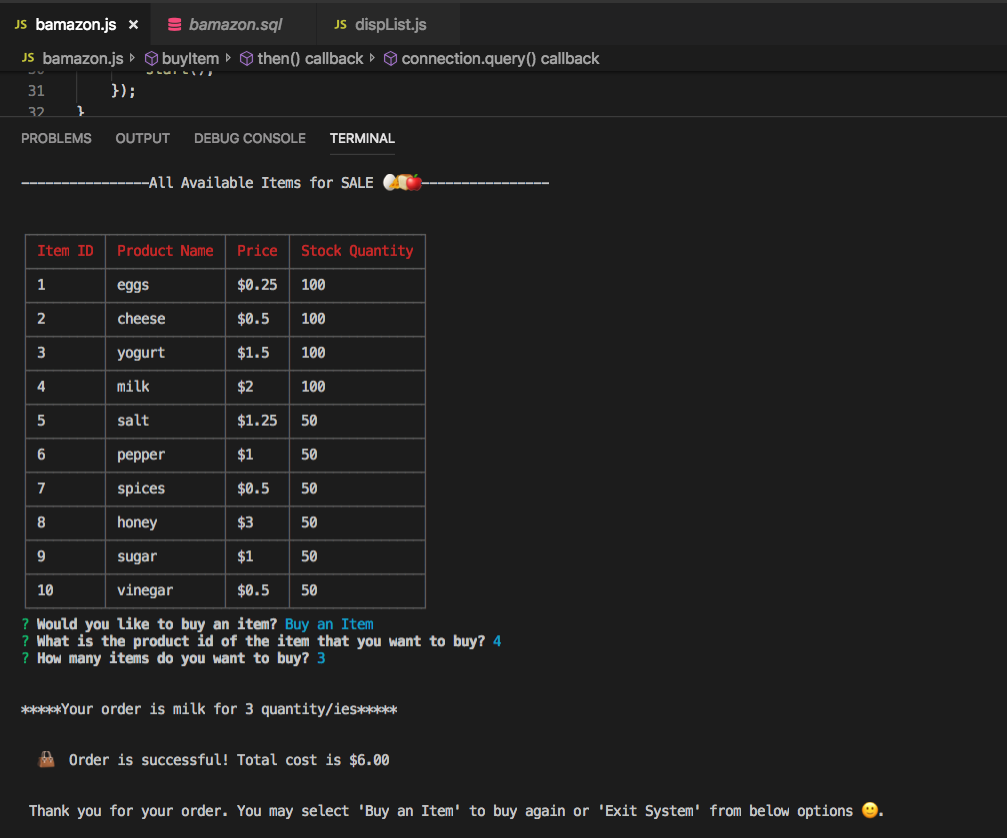 JS bamazon.js × bamazon.sql JS dispList.js
JS bamazon.js › buyItem › then() callback › connection.query() callback
30 start();
31 });
32 }
PROBLEMS OUTPUT DEBUG CONSOLE TERMINAL
----------------All Available Items for SALE 🥚🧀🍞🍎----------------
Item ID Product Name Price Stock Quantity
1 eggs $0.25 100
2 cheese $0.5 100
3 yogurt $1.5 100
4 milk $2 100
5 salt $1.25 50
6 pepper $1 50
7 spices $0.5 50
8 honey $3 50
9 sugar $1 50
10 vinegar $0.5 50
? Would you like to buy an item? Buy an Item
? What is the product id of the item that you want to buy? 4
? How many items do you want to buy? 3
*****Your order is milk for 3 quantity/ies*****
👜 Order is successful! Total cost is $6.00
Thank you for your order. You may select 'Buy an Item' to buy again or 'Exit System' from below options 🙂.